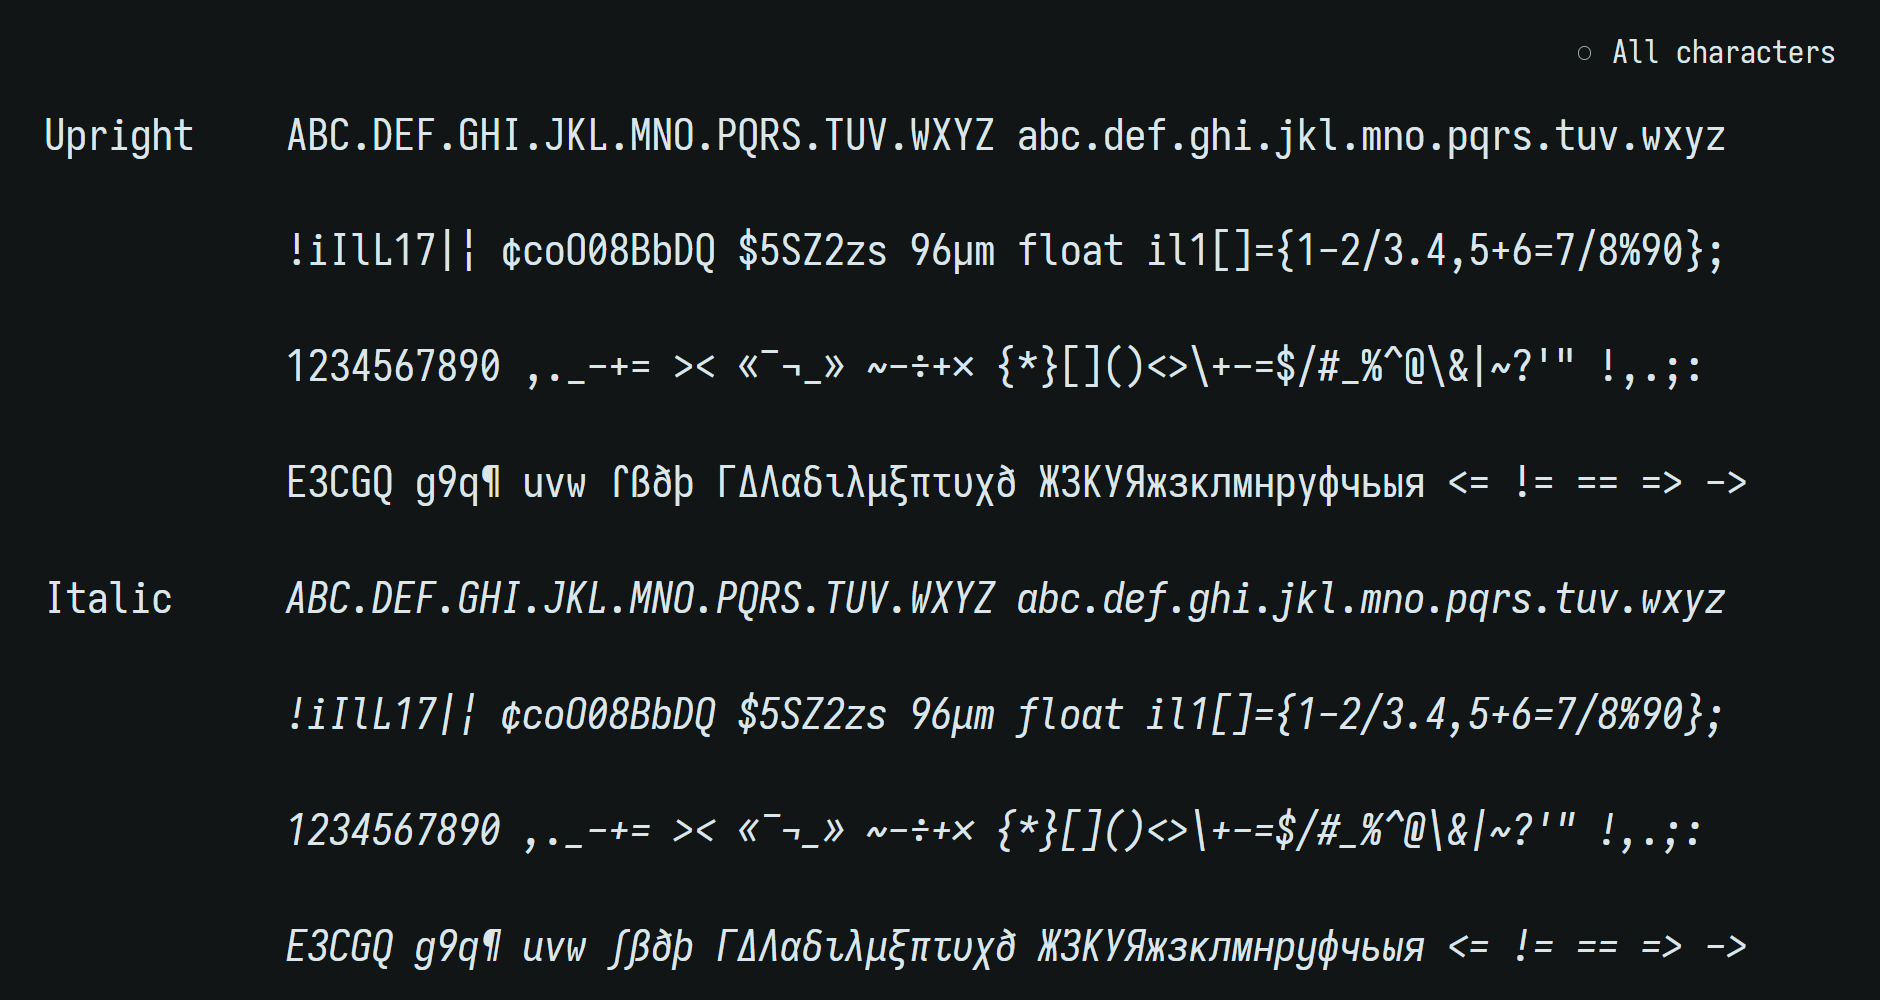 ○ All characters
Upright ABC.DEF.GHI.JKL.MNO.PQRS.TUV.WXYZ abc.def.ghi.jkl.mno.pqrs.tuv.wxyz
!iIlL17|¦ ¢coO08BbDQ $5SZ2zs 96μm float il1[]={1-2/3.4,5+6=7/8%90};
1234567890 ,._-+= >< «¯¬_» ~-÷+× {*}[]()<>\+-=$/#_%^@\&|~?'" !,.;:
E3CGQ g9q¶ uvw ſßðþ ΓΔΛαδιλμξπτυχð ЖЗКУЯжзклмнруфчьыя <= != == => ->
Italic ABC.DEF.GHI.JKL.MNO.PQRS.TUV.WXYZ abc.def.ghi.jkl.mno.pqrs.tuv.wxyz
!iIlL17|¦ ¢coO08BbDQ $5SZ2zs 96μm float il1[]={1-2/3.4,5+6=7/8%90};
1234567890 ,._-+= >< «¯¬_» ~-÷+× {*}[]()<>\+-=$/#_%^@\&|~?'" !,.;:
E3CGQ g9q¶ uvw ſßðþ ΓΔΛαδιλμξπτυχð ЖЗКУЯжзклмнруфчьыя <= != == => ->